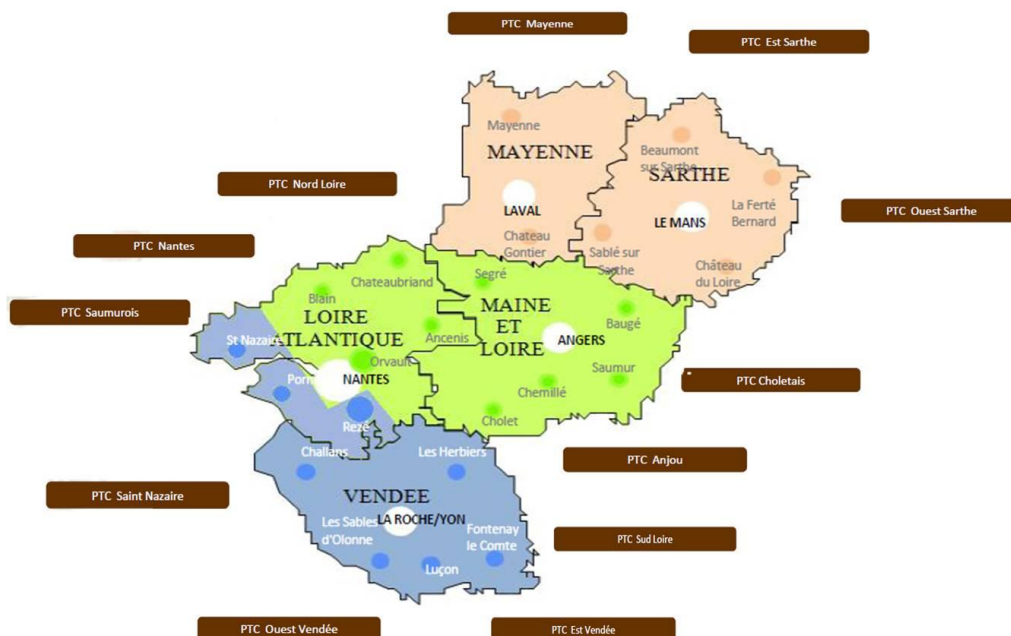 PTC Mayenne
PTC Est Sarthe
Mayenne
MAYENNE
Beaumont
sur Sarthe
SARTHE
PTC Nord Loire
LAVAL
La Ferté
Bernard
PTC Ouest Sarthe
LE MANS
PTC Nantes
Chateau
Gontier
Sablé sur
Sarthe
Château
du Loire
Chateaubriand
Segré
Blain
PTC Saumurois
LOIRE
ATLANTIQUE
MAINE
ET
LOIRE
Baugé
St Nazaire
Ancenis
ANGERS
Orvault
Saumur
Porn
NANTES
Chemillé
PTC Choletais
Cholet
Rezé
Challans
Les Herbiers
PTC Anjou
PTC Saint Nazaire
VENDEE
LA ROCHE/YON
Les Sables
d'Olonne
Fontenay
le Comte
PTC Sud Loire
Luçon
PTC Ouest Vendée
PTC Est Vendée